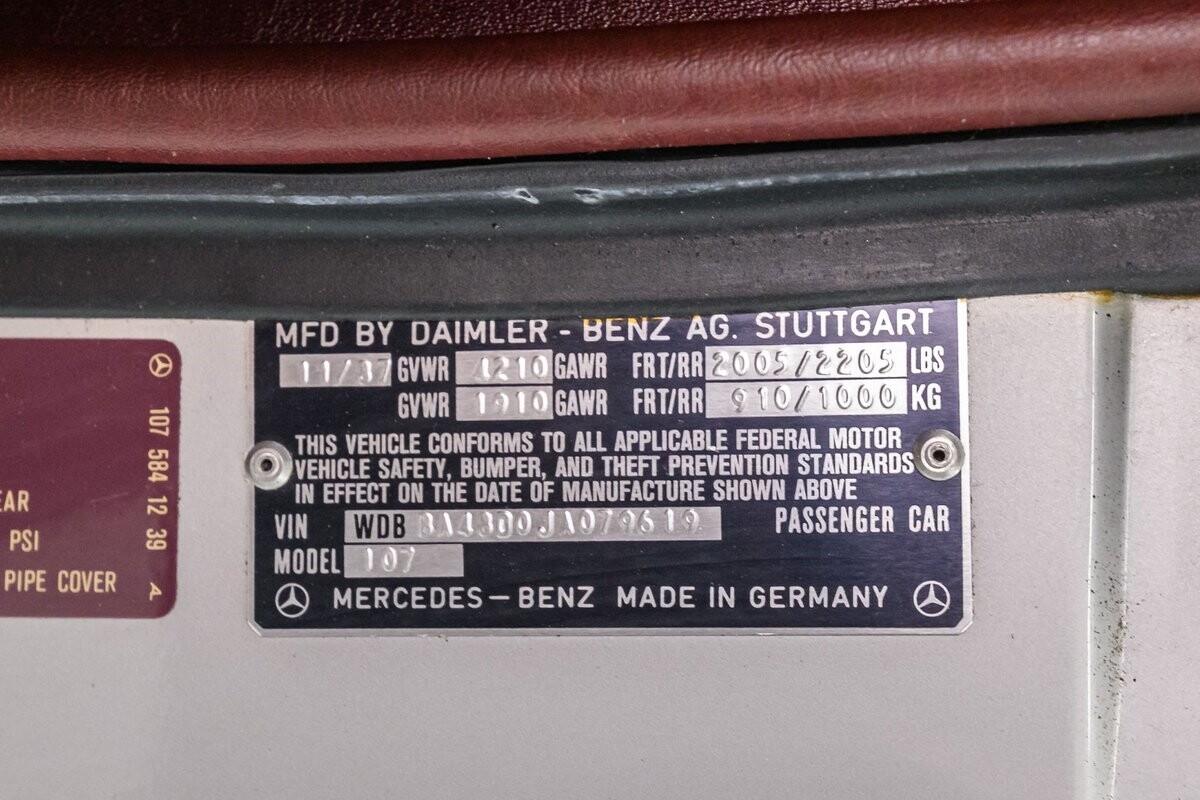 MFD BY DAIMLER - BENZ AG. STUTTGART
11/87 GVWR 4210 GAWR FRT/RR 2005/2205 LBS
GVWR 1910 GAWR FRT/RR 910/1000 KG
THIS VEHICLE CONFORMS TO ALL APPLICABLE FEDERAL MOTOR
VEHICLE SAFETY, BUMPER, AND THEFT PREVENTION STANDARDS
IN EFFECT ON THE DATE OF MANUFACTURE SHOWN ABOVE
VIN WDB BA48D0JA079619 PASSENGER CAR
MODEL 107
MERCEDES-BENZ MADE IN GERMANY
107 584 12 39 A
EAR
PSI
PIPE COVER